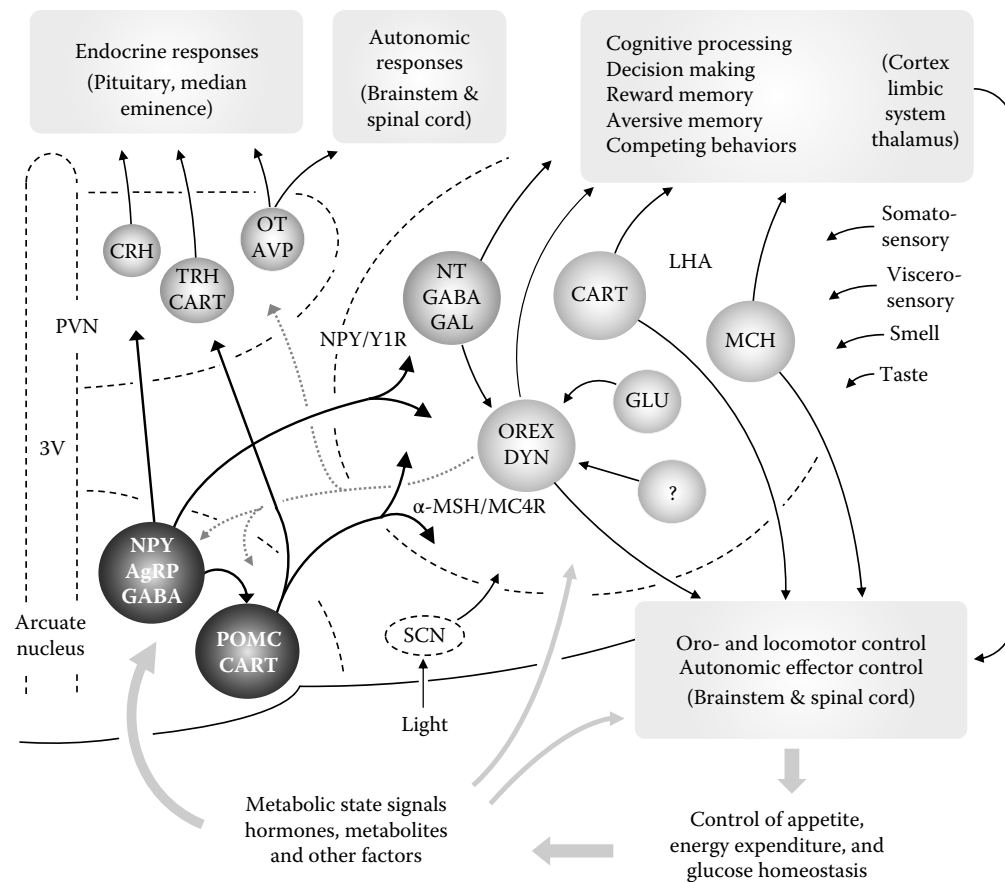 Endocrine responses
(Pituitary, median
eminence)
Autonomic
responses
(Brainstem &
spinal cord)
Cognitive processing
Decision making
Reward memory
Aversive memory
Competing behaviors
(Cortex
limbic
system
thalamus)
CRH
TRH
CART
OT
AVP
NT
GABA
GAL
CART
LHA
MCH
Somato-
sensory
Viscero-
sensory
Smell
Taste
PVN
NPY/Y1R
GLU
OREX
DYN
?
3V
α-MSH/MC4R
NPY
AgRP
GABA
POMC
CART
Arcuate
nucleus
SCN
Light
Oro- and locomotor control
Autonomic effector control
(Brainstem & spinal cord)
Metabolic state signals
hormones, metabolites
and other factors
Control of appetite,
energy expenditure, and
glucose homeostasis